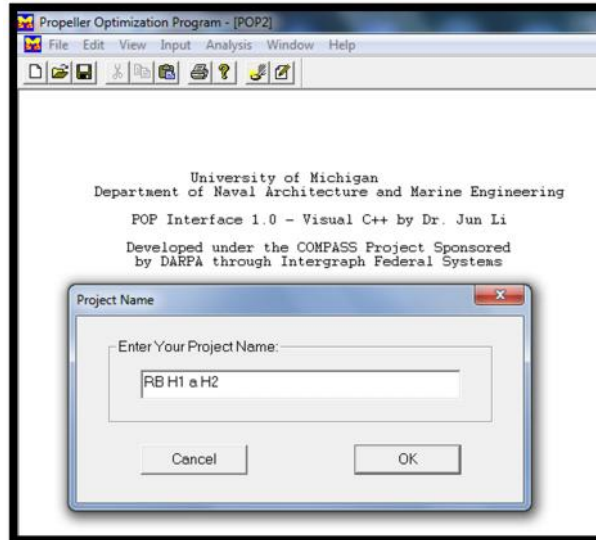 Propeller Optimization Program - [POP2]
File Edit View Input Analysis Window Help
University of Michigan
Department of Naval Architecture and Marine Engineering
POP Interface 1.0 - Visual C++ by Dr. Jun Li
Developed under the COMPASS Project Sponsored
by DARPA through Intergraph Federal Systems
Project Name
Enter Your Project Name:
RB H1 a H2
Cancel OK